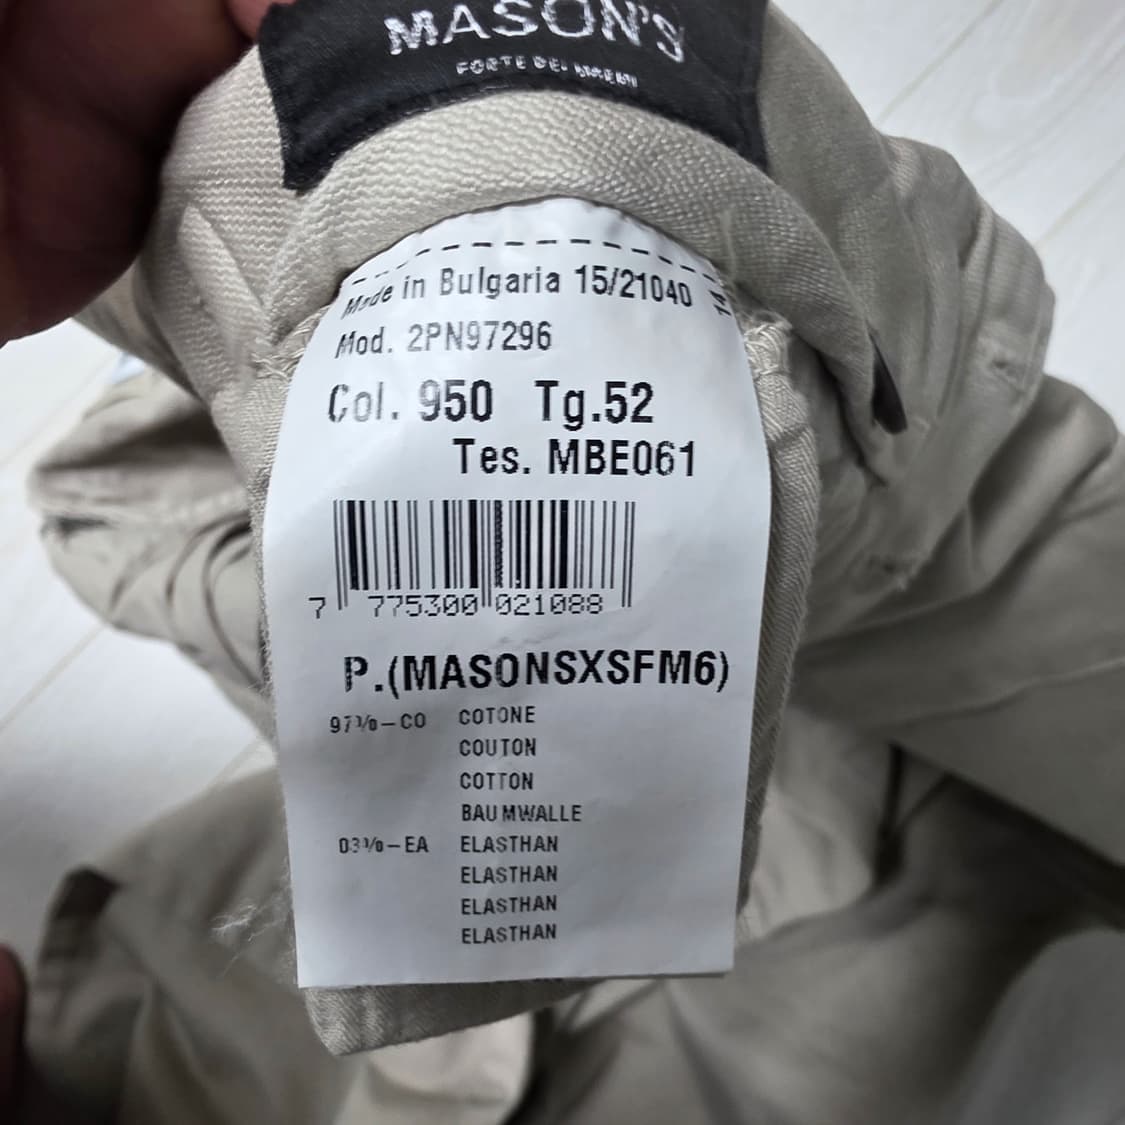 MASON'S
FORTE DEI MARMI
Made in Bulgaria 15/21040
14
Mod. 2PN97296
Col. 950 Tg.52
Tes. MBE061
7 775300 021088
P.(MASONSXSFM6)
97%-CO COTONE
COUTON
COTTON
BAUMWALLE
03%-EA ELASTHAN
ELASTHAN
ELASTHAN
ELASTHAN